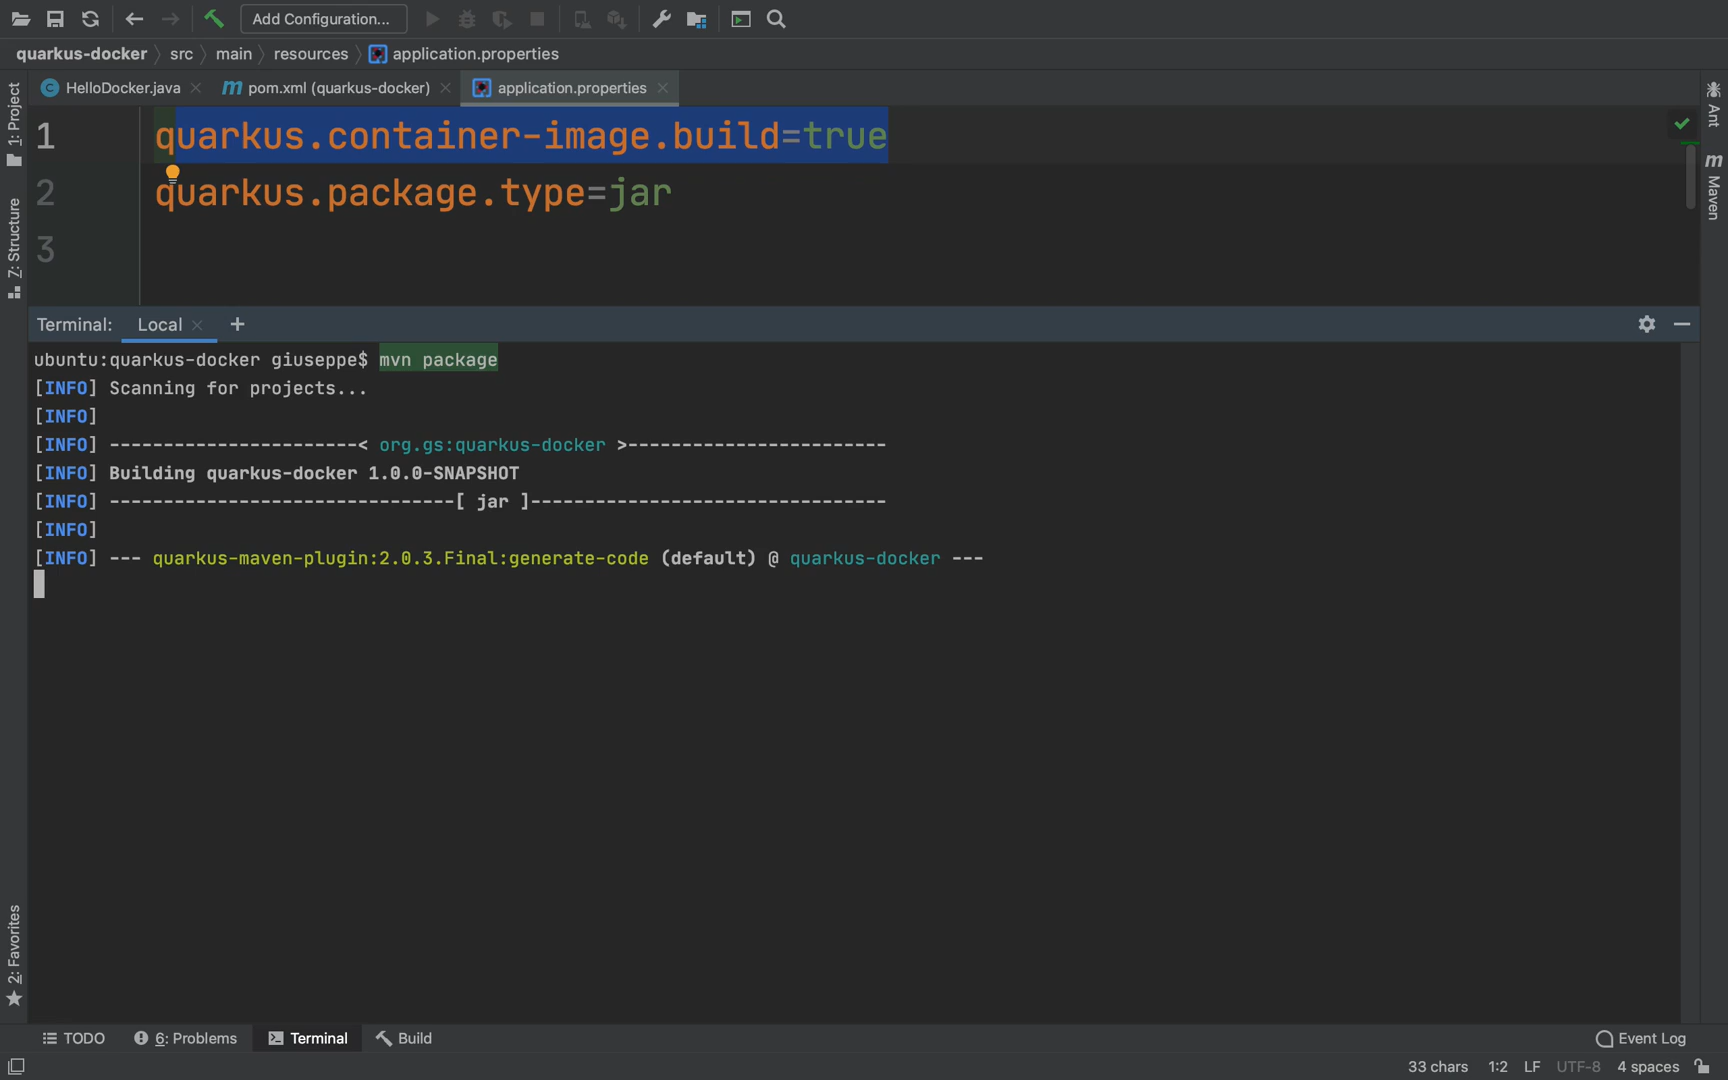 Add Configuration...
quarkus-docker src main resources application.properties
HelloDocker.java pom.xml (quarkus-docker) application.properties
1: Project
7: Structure
2: Favorites
Ant
Maven
1 quarkus.container-image.build=true
2 quarkus.package.type=jar
3
Terminal: Local
ubuntu:quarkus-docker giuseppe$ mvn package
[INFO] Scanning for projects...
[INFO]
[INFO] -----------------------< org.gs:quarkus-docker >------------------------
[INFO] Building quarkus-docker 1.0.0-SNAPSHOT
[INFO] --------------------------------[ jar ]---------------------------------
[INFO]
[INFO] --- quarkus-maven-plugin:2.0.3.Final:generate-code (default) @ quarkus-docker ---
TODO 6: Problems Terminal Build Event Log
33 chars 1:2 LF UTF-8 4 spaces